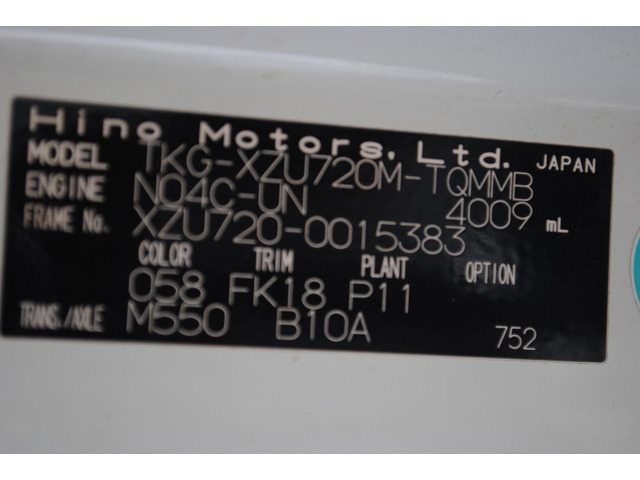 Hino Motors, Ltd. JAPAN
MODEL TKG-XZU720M-TQMMB
ENGINE N04C-UN 4009 mL
FRAME No. XZU720-0015383
COLOR TRIM PLANT OPTION
058 FK18 P11
TRANS./AXLE M550 B10A 752